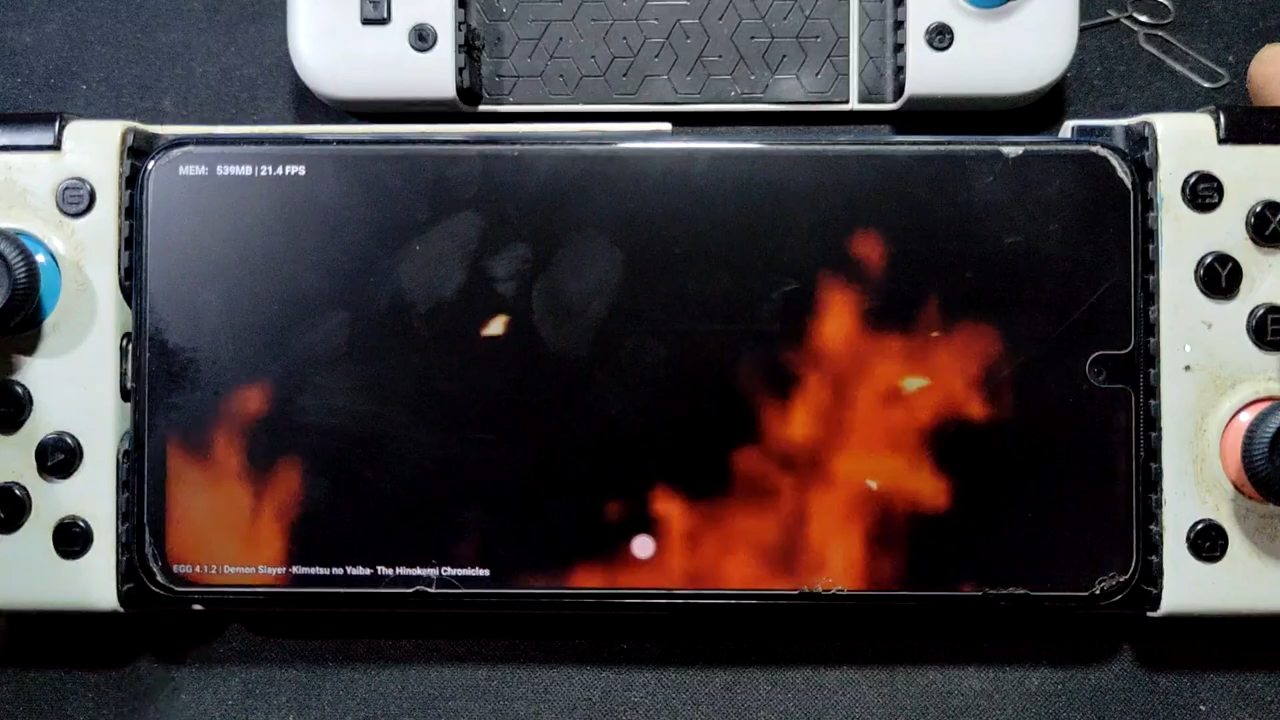 MEM: 539MB | 21.4 FPS
G
S
X
Y
EGG 4.1.2 | Demon Slayer -Kimetsu no Yaiba- The Hinokami Chronicles